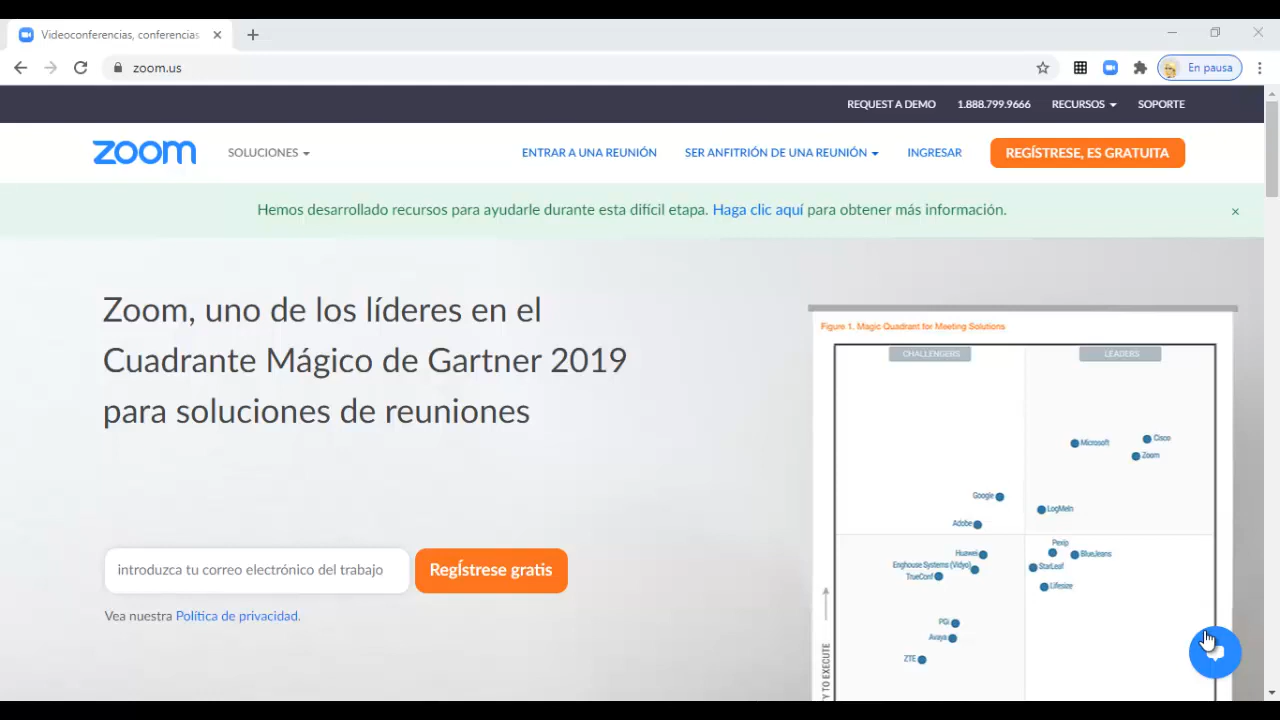 Videoconferencias, conferencias
zoom.us
En pausa
REQUEST A DEMO 1.888.799.9666 RECURSOS SOPORTE
zoom SOLUCIONES ENTRAR A UNA REUNIÓN SER ANFITRIÓN DE UNA REUNIÓN INGRESAR REGÍSTRESE, ES GRATUITA
Hemos desarrollado recursos para ayudarle durante esta difícil etapa. Haga clic aquí para obtener más información.
Zoom, uno de los líderes en el
Cuadrante Mágico de Gartner 2019
para soluciones de reuniones
introduzca tu correo electrónico del trabajo
Regístrese gratis
Vea nuestra Política de privacidad.
Figure 1. Magic Quadrant for Meeting Solutions
CHALLENGERS LEADERS
Cisco
Microsoft
Zoom
Google
LogMeIn
Adobe
Pexip
Huawei BlueJeans
Enghouse Systems (Vidyo) StarLeaf
TrueConf
Lifesize
PGi
Avaya
ZTE
TY TO EXECUTE